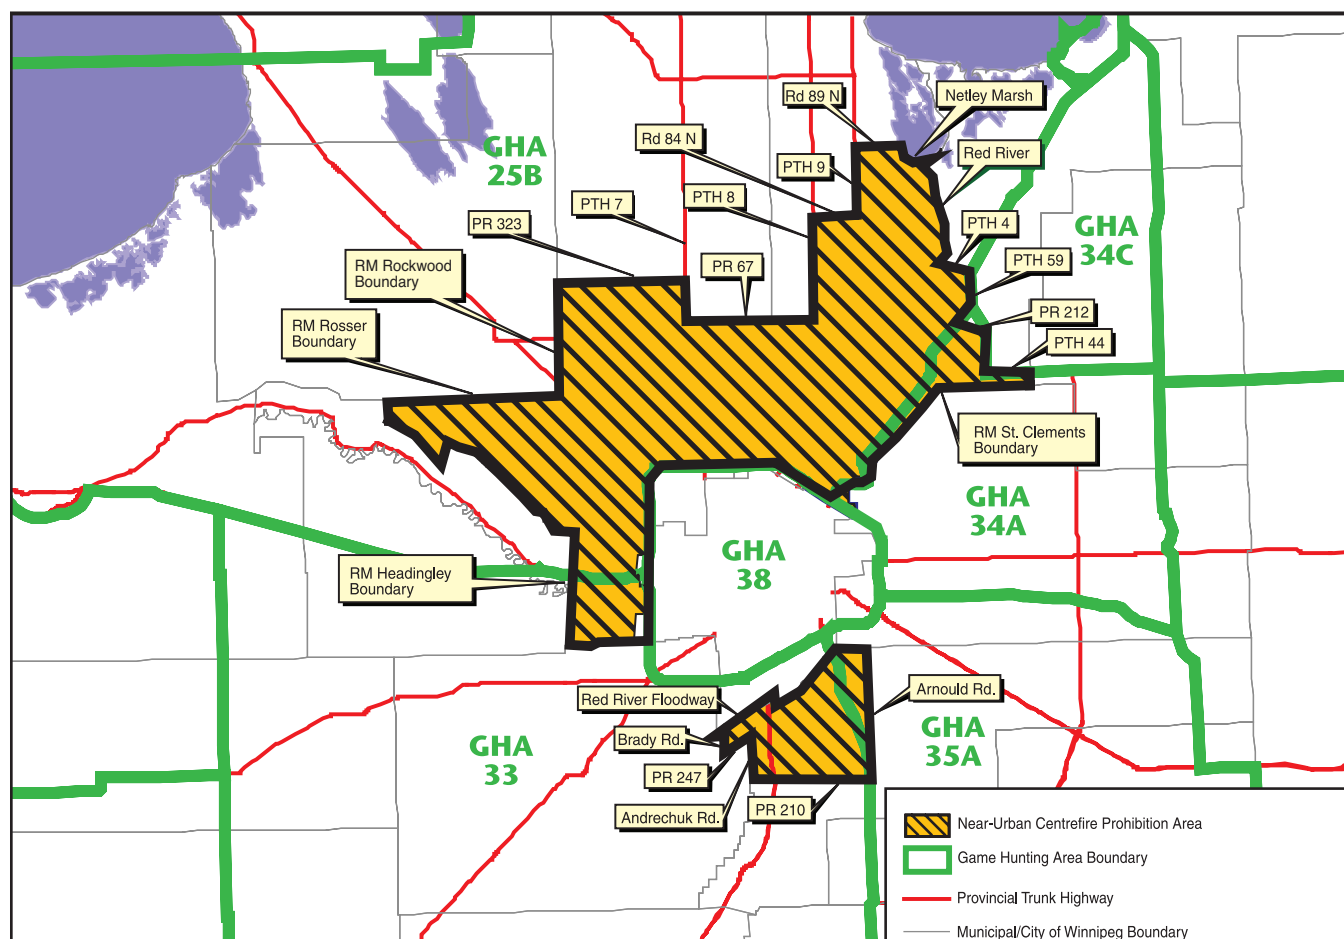 Rd 89 N
Netley Marsh
Rd 84 N
GHA
25B
Red River
PTH 9
PTH 7
PTH 8
PR 323
PTH 4
GHA
34C
RM Rockwood
Boundary
PR 67
PTH 59
PR 212
RM Rosser
Boundary
PTH 44
RM St. Clements
Boundary
GHA
34A
GHA
38
RM Headingley
Boundary
Red River Floodway
Arnould Rd.
Brady Rd.
GHA
33
GHA
35A
PR 247
Andrechuk Rd.
PR 210
Near-Urban Centrefire Prohibition Area
Game Hunting Area Boundary
Provincial Trunk Highway
Municipal/City of Winnipeg Boundary